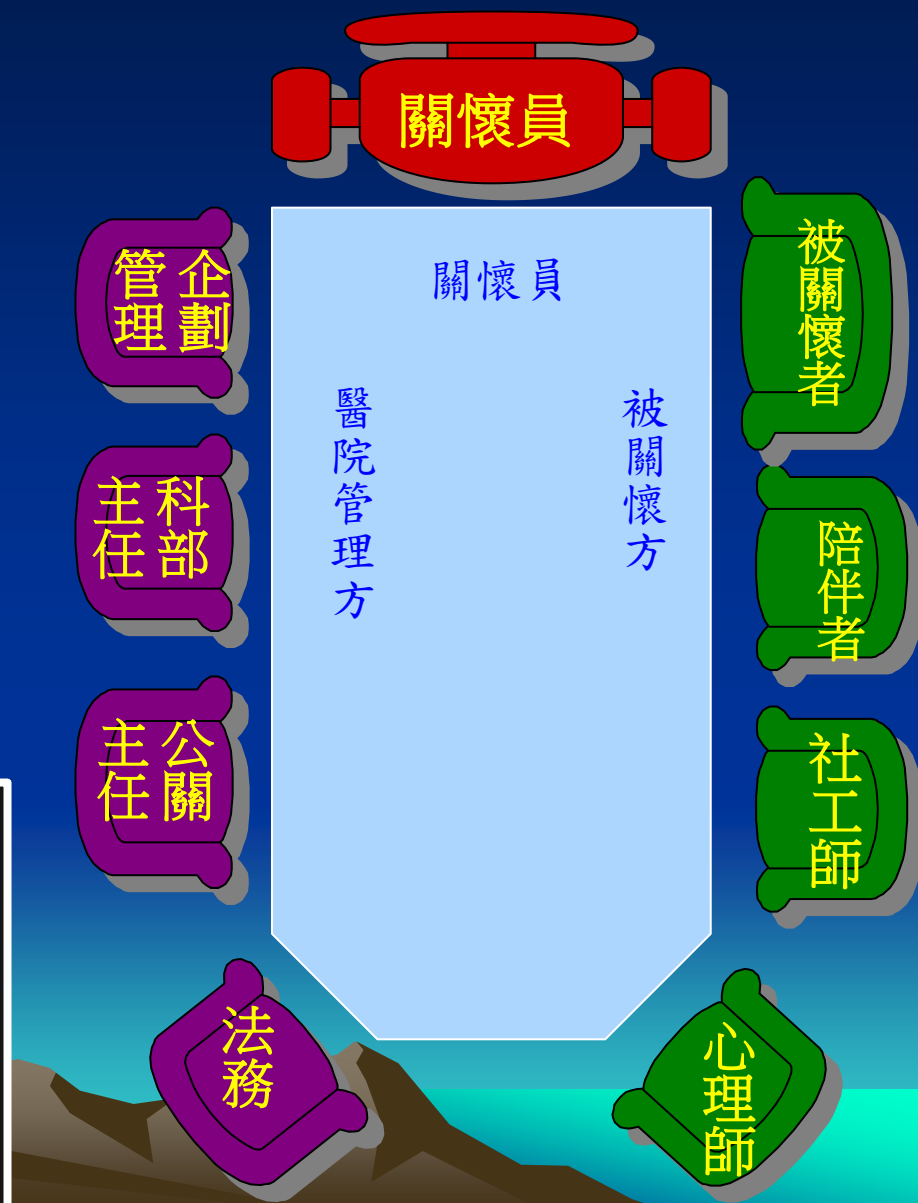 關懷員
關懷員
醫院管理方
被關懷方
企劃
管理
科部
主任
公關
主任
法務
被關懷者
陪伴者
社工師
心理師